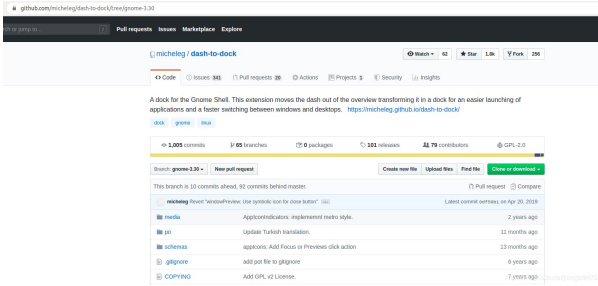 github.com/micheleg/dash-to-dock/tree/gnome-3.30
ch or jump to... / Pull requests Issues Marketplace Explore
micheleg / dash-to-dock Watch 62 Star 1.8k Fork 256
Code Issues 341 Pull requests 20 Actions Projects 1 Security Insights
A dock for the Gnome Shell. This extension moves the dash out of the overview transforming it in a dock for an easier launching of
applications and a faster switching between windows and desktops. https://micheleg.github.io/dash-to-dock/
dock gnome linux
1,005 commits 65 branches 0 packages 101 releases 79 contributors GPL-2.0
Branch: gnome-3.30 New pull request Create new file Upload files Find file Clone or download
This branch is 10 commits ahead, 92 commits behind master. Pull request Compare
micheleg Revert "windowPreview: Use symbolic icon for close button" ... Latest commit on Apr 20, 2019
media AppIconIndicators: implememnt metro style. 2 years ago
po Update Turkish translation. 11 months ago
schemas appIcons: Add Focus or Previews click action 13 months ago
.gitignore add pot file to gitignore 6 years ago
COPYING Add GPL v2 License. 7 years ago